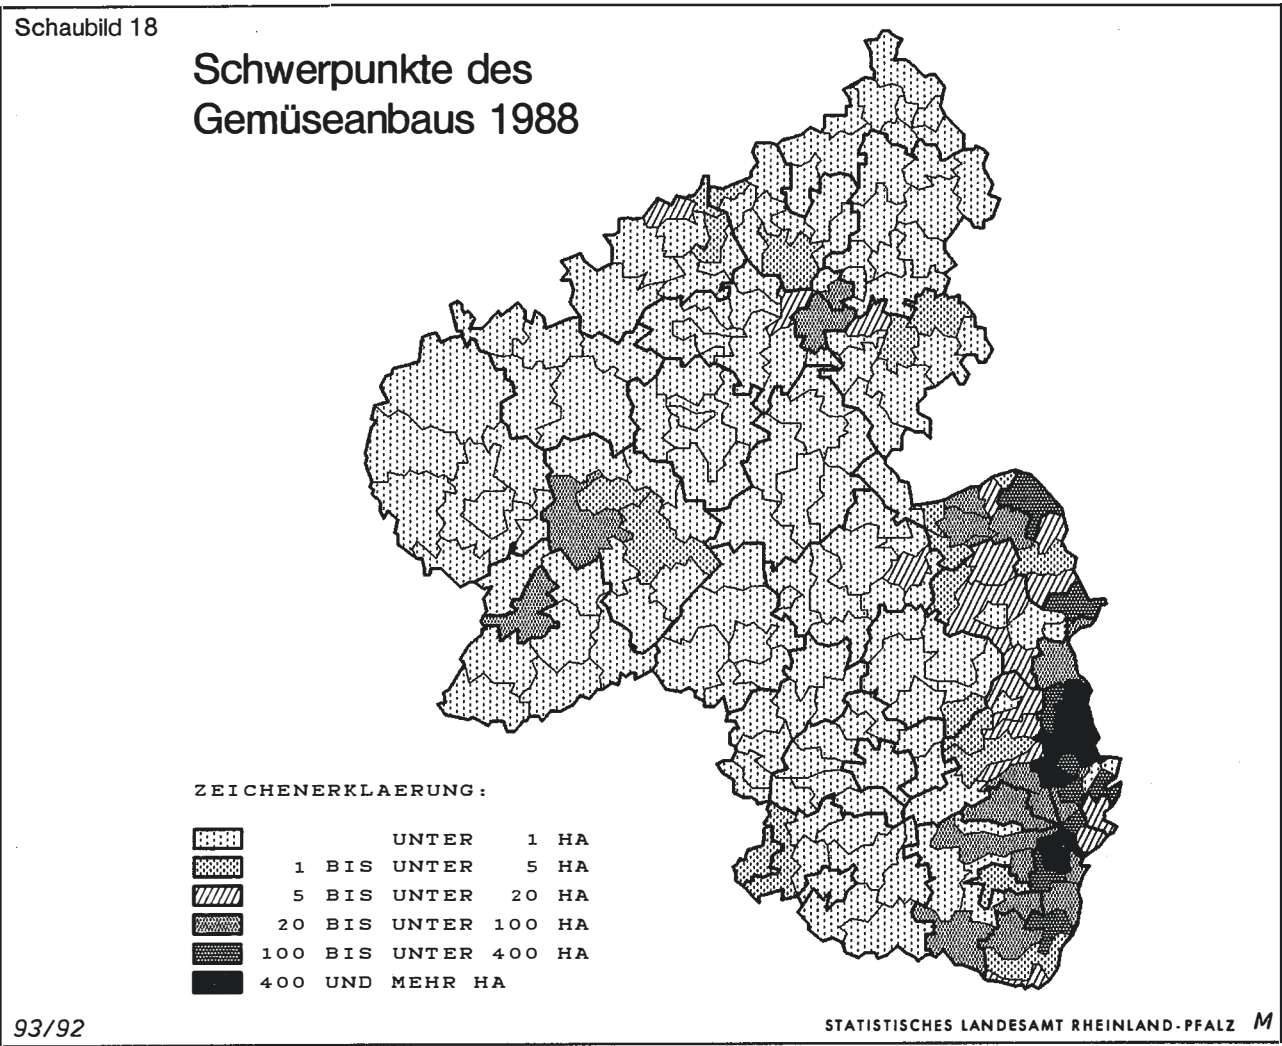 Schaubild 18
Schwerpunkte des
Gemüseanbaus 1988
ZEICHENERKLAERUNG:
UNTER 1 HA
1 BIS UNTER 5 HA
5 BIS UNTER 20 HA
20 BIS UNTER 100 HA
100 BIS UNTER 400 HA
400 UND MEHR HA
93/92
STATISTISCHES LANDESAMT RHEINLAND-PFALZ M